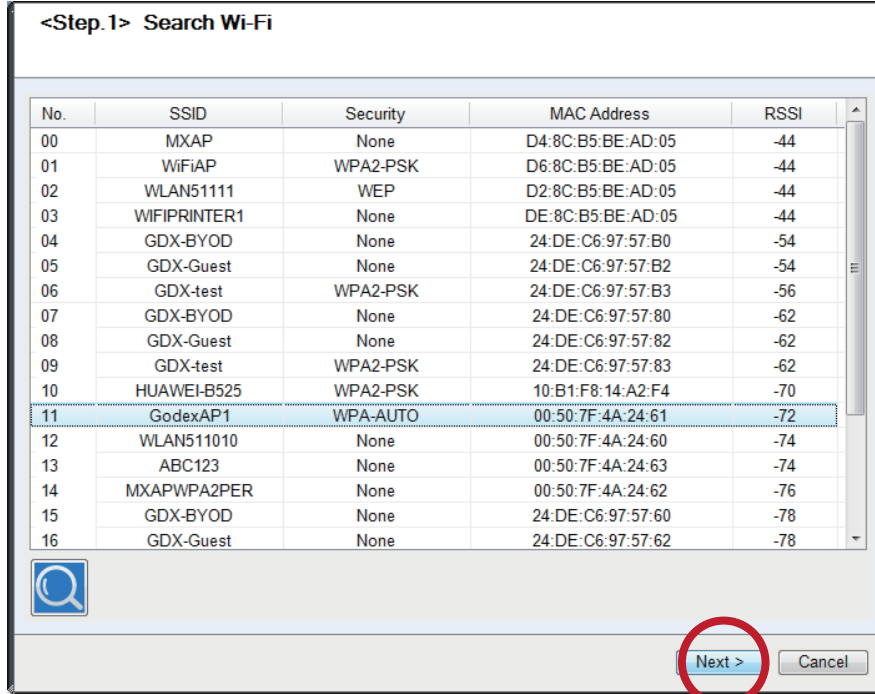 <Step.1> Search Wi-Fi
No. SSID Security MAC Address RSSI
00 MXAP None D4:8C:B5:BE:AD:05 -44
01 WiFiAP WPA2-PSK D6:8C:B5:BE:AD:05 -44
02 WLAN51111 WEP D2:8C:B5:BE:AD:05 -44
03 WIFIPRINTER1 None DE:8C:B5:BE:AD:05 -44
04 GDX-BYOD None 24:DE:C6:97:57:B0 -54
05 GDX-Guest None 24:DE:C6:97:57:B2 -54
06 GDX-test WPA2-PSK 24:DE:C6:97:57:B3 -56
07 GDX-BYOD None 24:DE:C6:97:57:80 -62
08 GDX-Guest None 24:DE:C6:97:57:82 -62
09 GDX-test WPA2-PSK 24:DE:C6:97:57:83 -62
10 HUAWEI-B525 WPA2-PSK 10:B1:F8:14:A2:F4 -70
11 GodexAP1 WPA-AUTO 00:50:7F:4A:24:61 -72
12 WLAN511010 None 00:50:7F:4A:24:60 -74
13 ABC123 None 00:50:7F:4A:24:63 -74
14 MXAPWPA2PER None 00:50:7F:4A:24:62 -76
15 GDX-BYOD None 24:DE:C6:97:57:60 -78
16 GDX-Guest None 24:DE:C6:97:57:62 -78
Next > Cancel